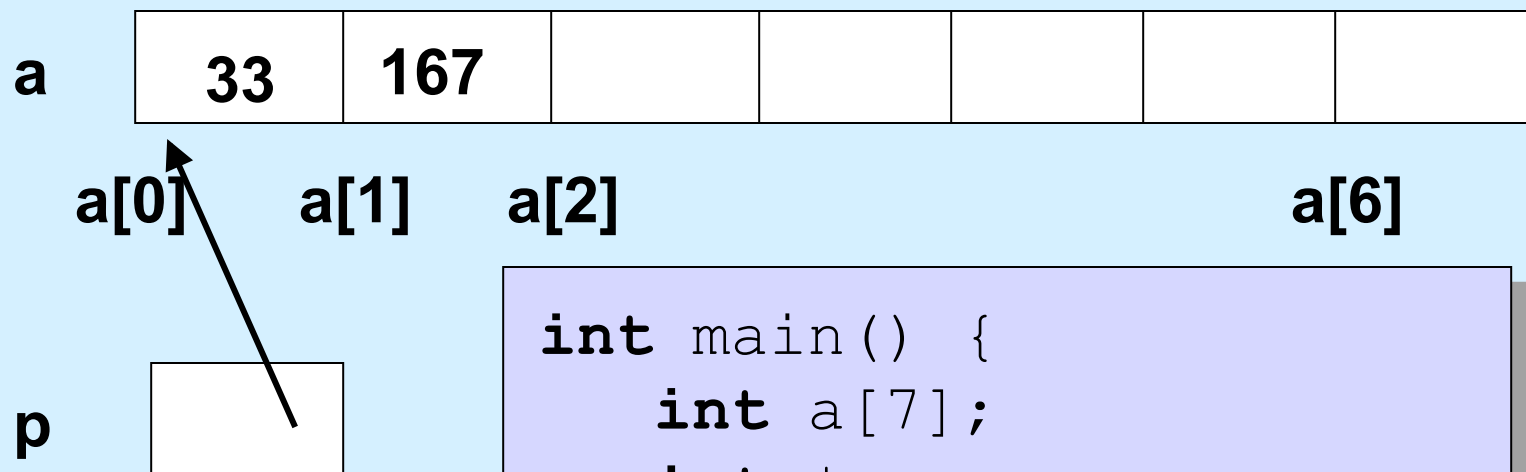 a 33 167
a[0] a[1] a[2] a[6]
int main() {
int a[7];
p